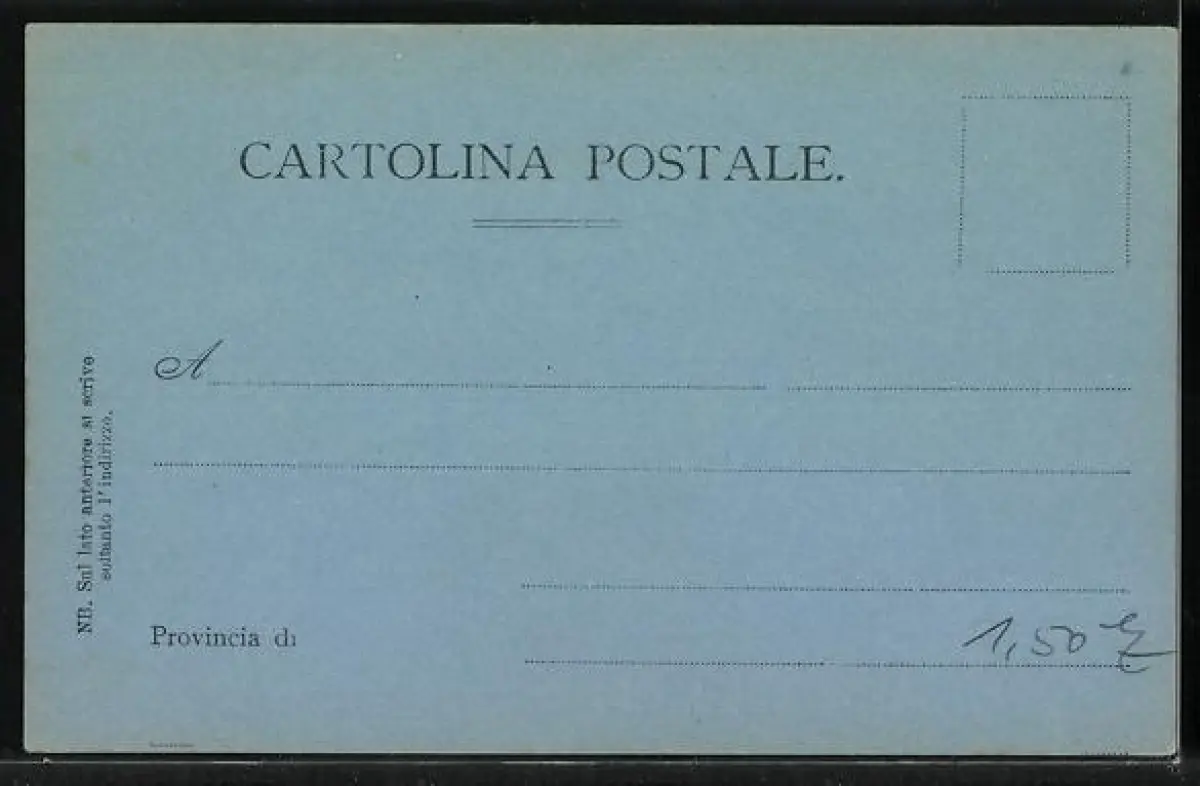 CARTOLINA POSTALE.
A
NB. Sul lato anteriore si scrive
soltanto l'indirizzo.
Provincia di
1,50